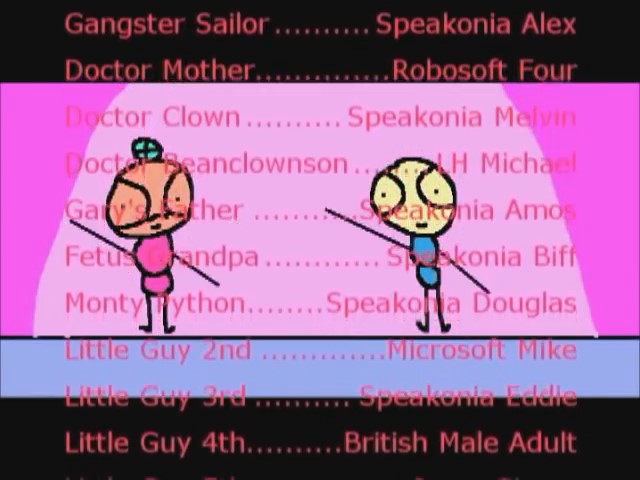 Gangster Sailor.......... Speakonia Alex
Doctor Mother.............Robosoft Four
Doctor Clown .......... Speakonia Melvin
Doctor Beanclownson ........LH Michael
Gary's Father ...........Speakonia Amos
Fetus Grandpa............ Speakonia Biff
Monty Python........Speakonia Douglas
Little Guy 2nd .............Microsoft Mike
Little Guy 3rd .......... Speakonia Eddie
Little Guy 4th..........British Male Adult